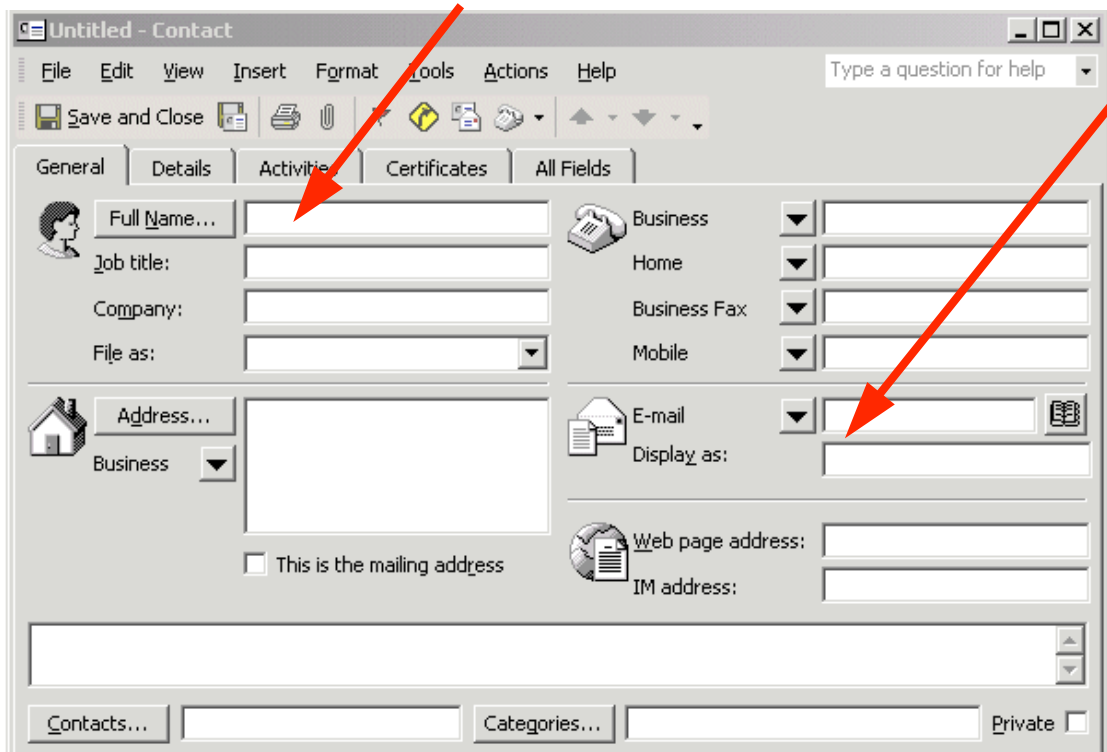 Untitled - Contact
File Edit View Insert Format Tools Actions Help Type a question for help
Save and Close
General Details Activities Certificates All Fields
Full Name... Business
Job title: Home
Company: Business Fax
File as: Mobile
Address... E-mail
Business Display as:
Web page address:
This is the mailing address IM address:
Contacts... Categories... Private